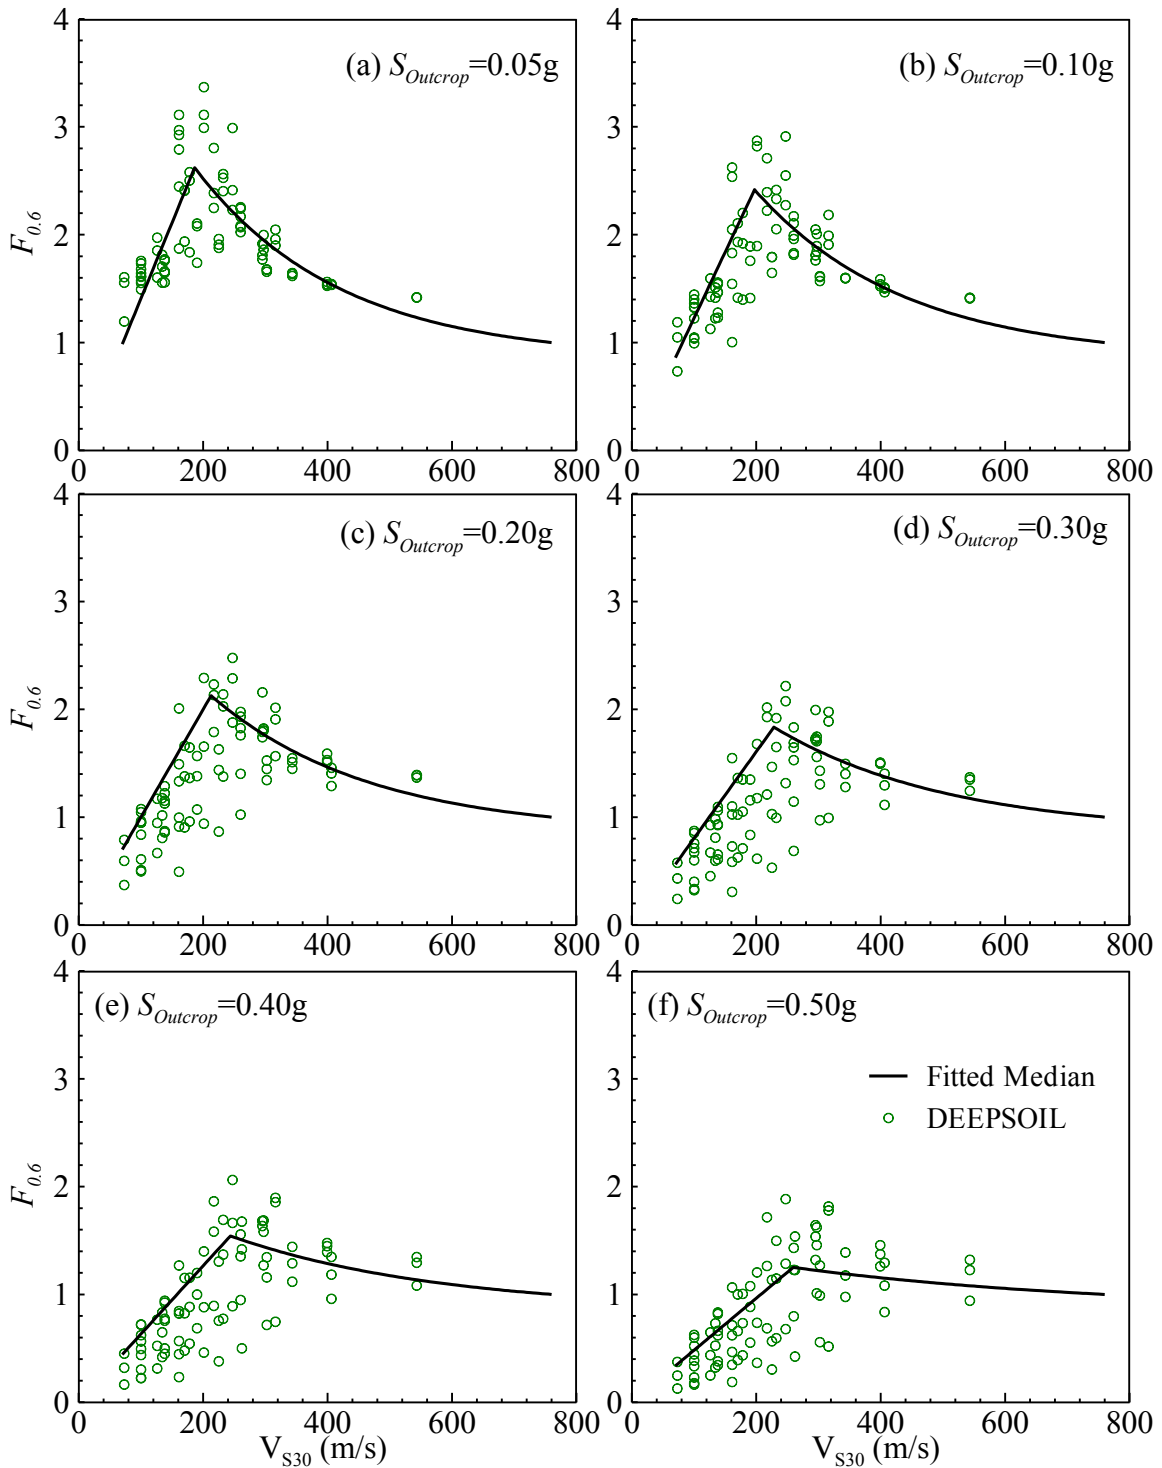 4
3
2
1
0
F0.6
(a) SOutcrop=0.05g
0 200 400 600 800
4
3
2
1
0
(b) SOutcrop=0.10g
0 200 400 600 800
4
3
2
1
0
F0.6
(c) SOutcrop=0.20g
0 200 400 600 800
4
3
2
1
0
(d) SOutcrop=0.30g
0 200 400 600 800
4
3
2
1
0
F0.6
(e) SOutcrop=0.40g
0 200 400 600 800
VS30 (m/s)
4
3
2
1
0
(f) SOutcrop=0.50g
Fitted Median
DEEPSOIL
0 200 400 600 800
VS30 (m/s)